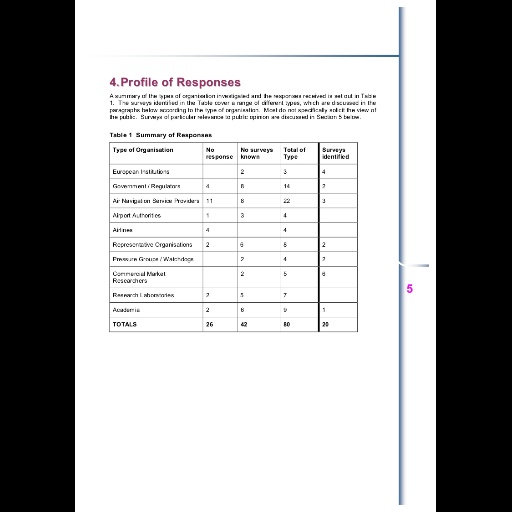 4.Profile of Responses
A summary of the types of organisation investigated and the responses received is set out in Table
1. The surveys identified in the Table cover a range of different types, which are discussed in the
paragraphs below according to the type of organisation. Most do not specifically solicit the view of
the public. Surveys of particular relevance to public opinion are discussed in Section 5 below.
Table 1 Summary of Responses
Type of Organisation No response No surveys known Total of Type Surveys identified
European Institutions 2 3 4
Government / Regulators 4 8 14 2
Air Navigation Service Providers 11 8 22 3
Airport Authorities 1 3 4
Airlines 4 4
Representative Organisations 2 6 8 2
Pressure Groups / Watchdogs 2 4 2
Commercial Market Researchers 2 5 6
Research Laboratories 2 5 7
Academia 2 6 9 1
TOTALS 26 42 80 20
5